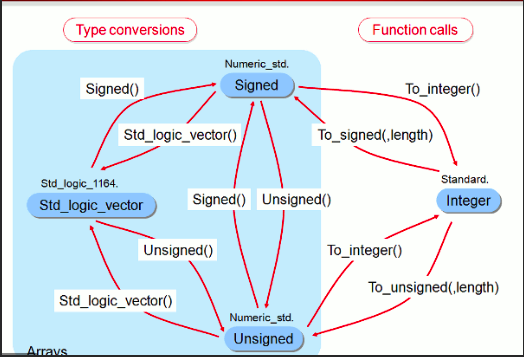 Type conversions
Function calls
Numeric_std.
Signed
Signed()
To_integer()
Std_logic_vector()
To_signed(,length)
Std_logic_1164.
Std_logic_vector
Signed()
Unsigned()
Standard.
Integer
Unsigned()
To_integer()
Std_logic_vector()
To_unsigned(,length)
Numeric_std.
Unsigned
Arrays